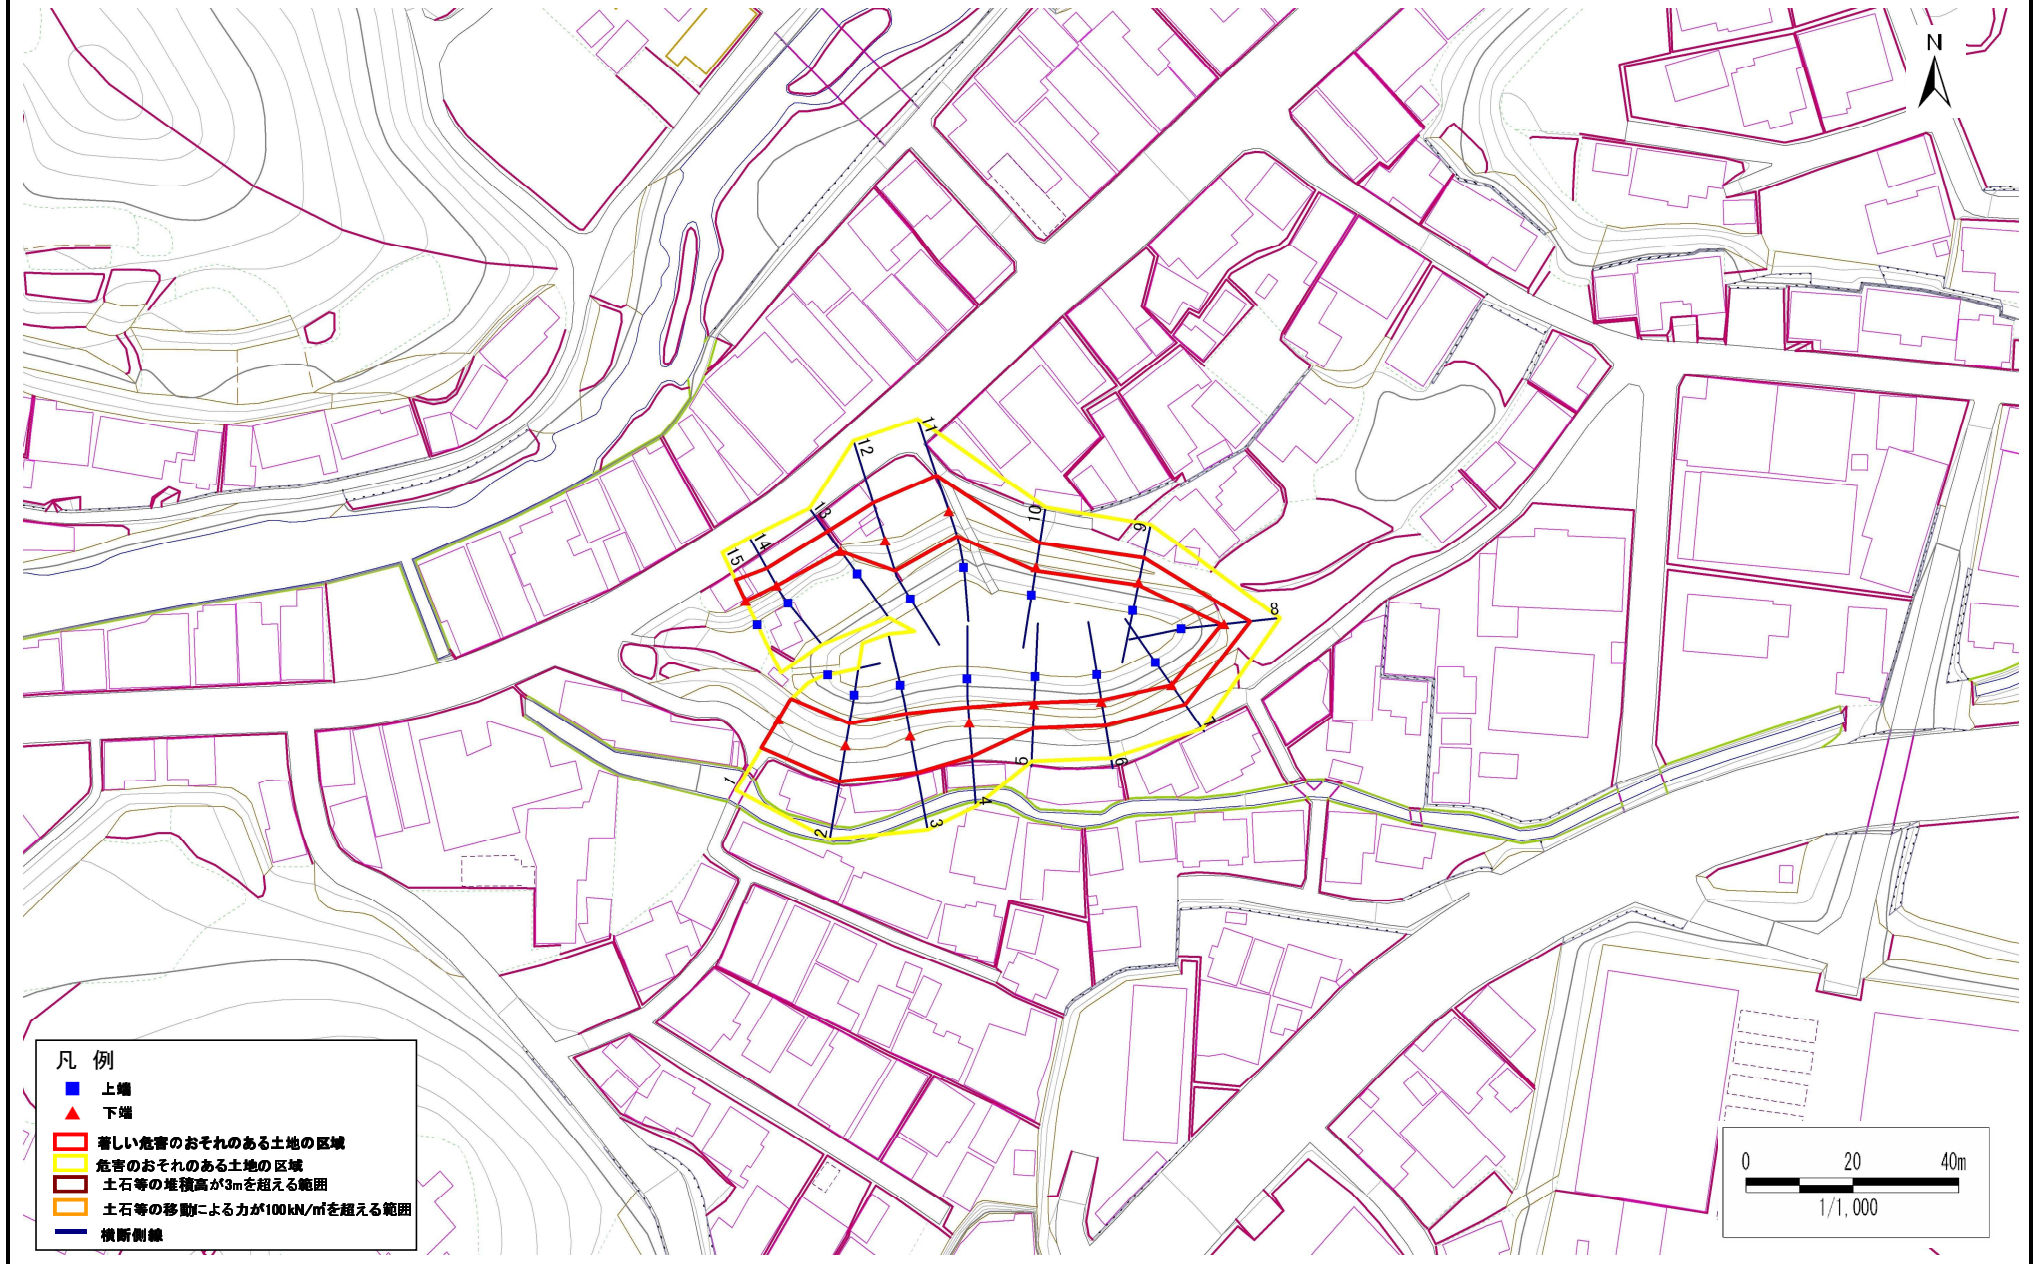 N
11
12
13
14
15
10
9
8
7
6
5
4
3
2
1
凡 例
上端
下端
著しい危害のおそれのある土地の区域
危害のおそれのある土地の区域
土石等の堆積高が3mを超える範囲
土石等の移動による力が100kN/㎡を超える範囲
横断側線
0 20 40m
1/1,000